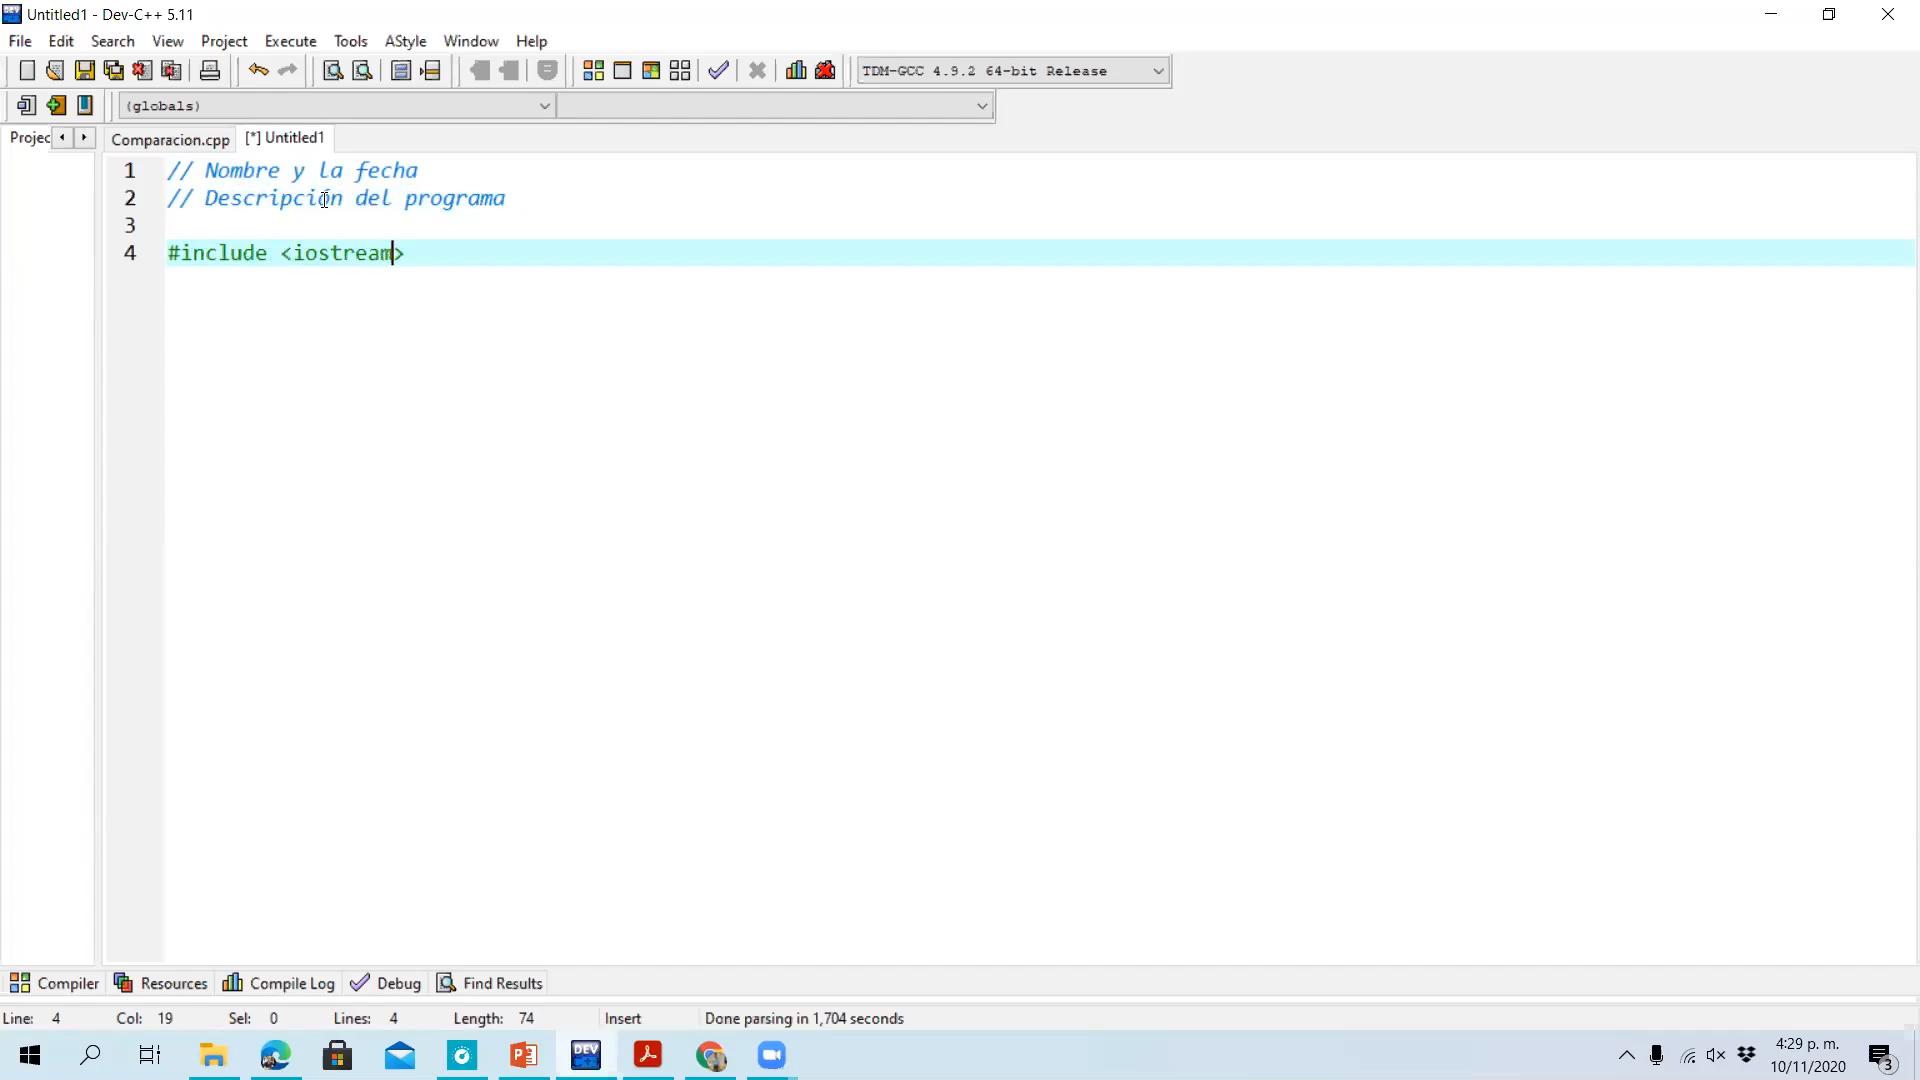 Untitled1 - Dev-C++ 5.11
File Edit Search View Project Execute Tools AStyle Window Help
TDM-GCC 4.9.2 64-bit Release
(globals)
Projec Comparacion.cpp [*] Untitled1
1 // Nombre y la fecha
2 // Descripción del programa
3
4 #include <iostream>
Compiler Resources Compile Log Debug Find Results
Line: 4 Col: 19 Sel: 0 Lines: 4 Length: 74 Insert Done parsing in 1,704 seconds
DEV
4:29 p. m.
10/11/2020
3